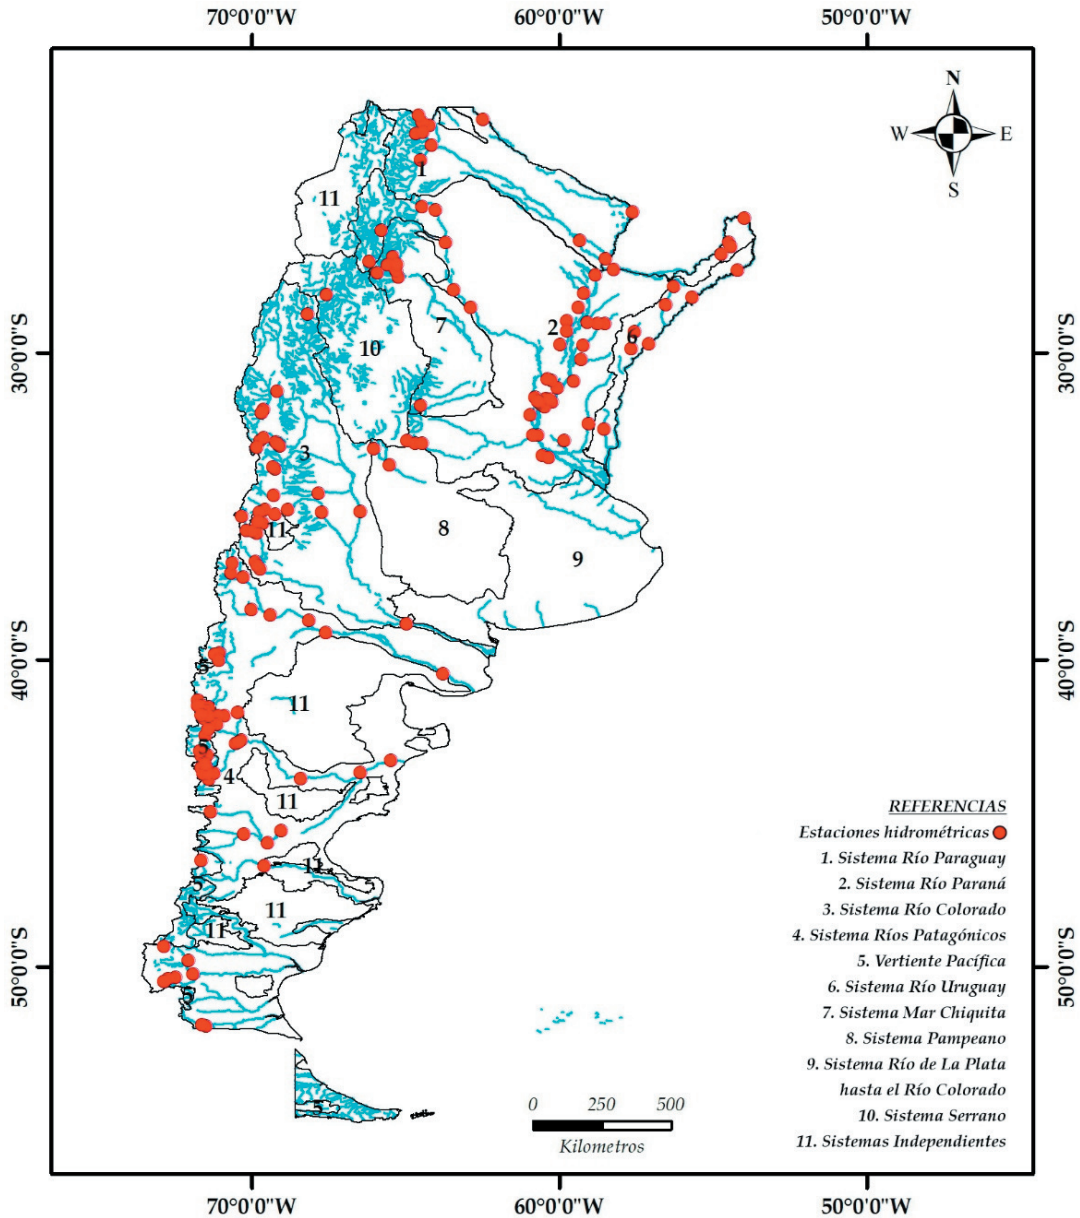 70°0'0"W
60°0'0"W
50°0'0"W
N
W
E
S
1
11
30°0'0"S
30°0'0"S
7
2
6
10
3
11
8
9
40°0'0"S
40°0'0"S
5
11
5
4
11
REFERENCIAS
Estaciones hidrométricas
1. Sistema Río Paraguay
2. Sistema Río Paraná
3. Sistema Río Colorado
4. Sistema Ríos Patagónicos
5. Vertiente Pacífica
6. Sistema Río Uruguay
7. Sistema Mar Chiquita
8. Sistema Pampeano
9. Sistema Río de La Plata
hasta el Río Colorado
10. Sistema Serrano
11. Sistemas Independientes
11
5
11
11
50°0'0"S
50°0'0"S
5
5
0 250 500
Kilometros
70°0'0"W
60°0'0"W
50°0'0"W